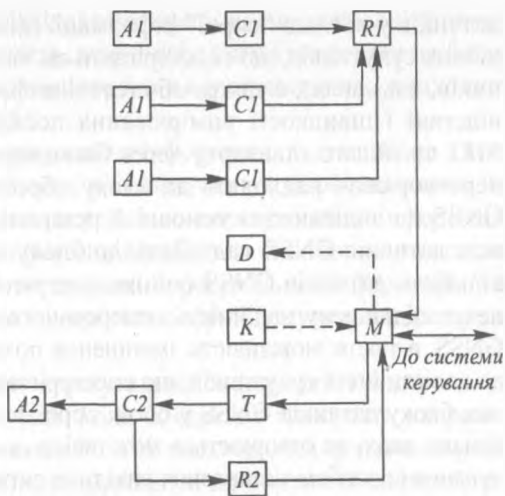 A1 C1 R1
A1 C1
A1 C1
D
K M
До системи
керування
A2 C2 T
R2